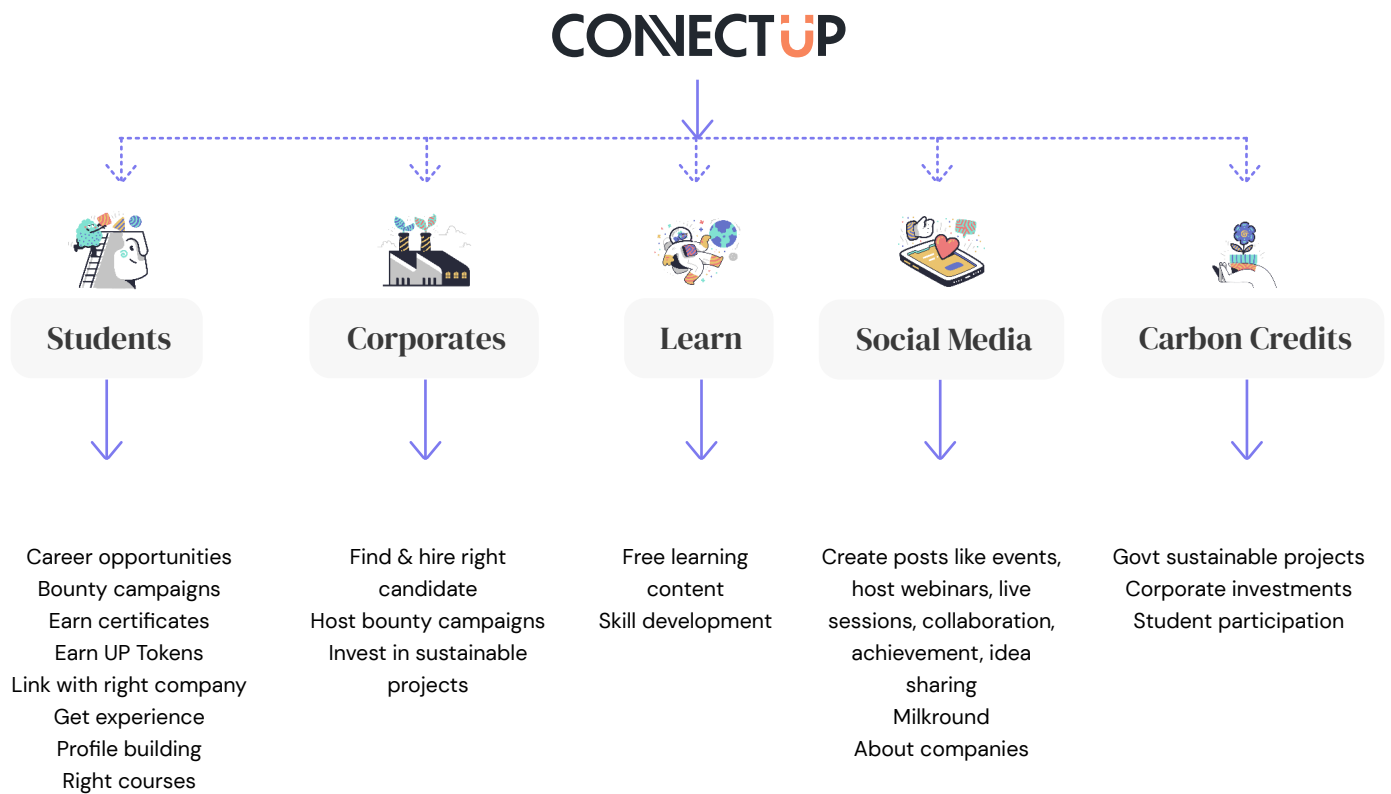 CONNECTUP
Students
Corporates
Learn
Social Media
Carbon Credits
Career opportunities
Bounty campaigns
Earn certificates
Earn UP Tokens
Link with right company
Get experience
Profile building
Right courses
Find & hire right
candidate
Host bounty campaigns
Invest in sustainable
projects
Free learning
content
Skill development
Create posts like events,
host webinars, live
sessions, collaboration,
achievement, idea
sharing
Milkround
About companies
Govt sustainable projects
Corporate investments
Student participation